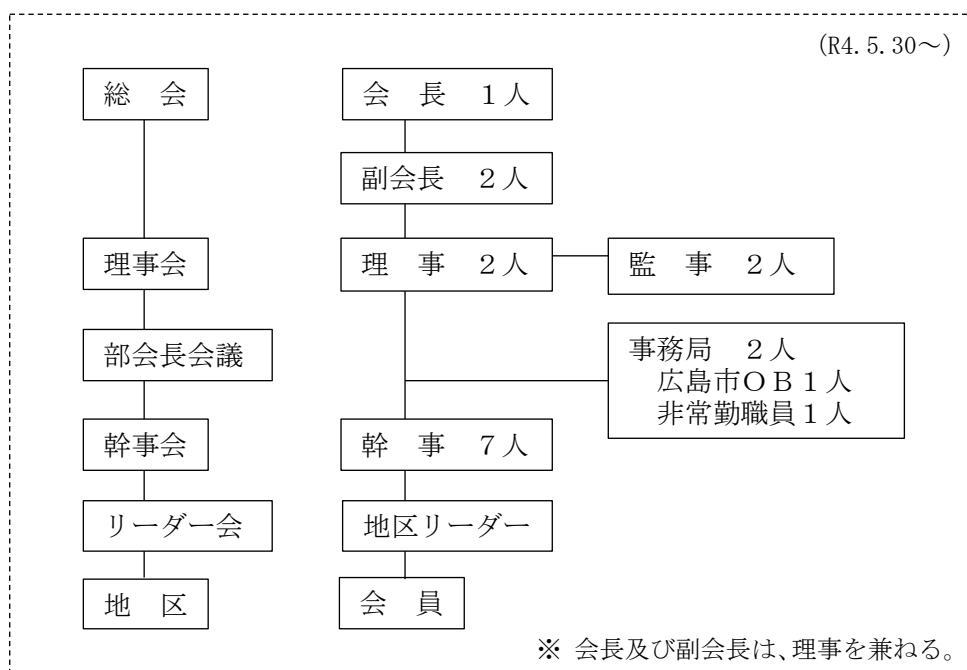 (R4.5.30～)
総　会
会　長　１人
副会長　２人
理事会
理　事　２人
監　事　２人
部会長会議
事務局　２人
広島市ＯＢ１人
非常勤職員１人
幹事会
幹　事　７人
リーダー会
地区リーダー
地　区
会　員
※ 会長及び副会長は、理事を兼ねる。